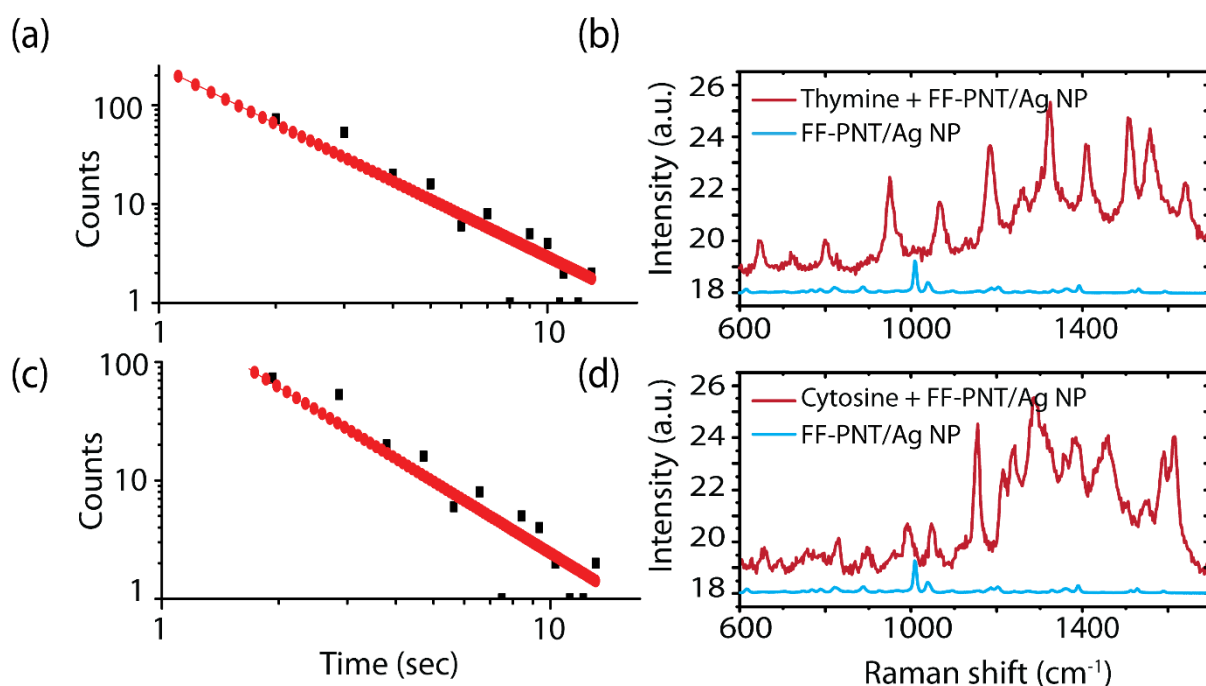 (a)
Counts
100
10
1
1
10
(b)
Intensity (a.u.)
26
24
22
20
18
Thymine + FF-PNT/Ag NP
FF-PNT/Ag NP
600
1000
1400
(c)
Counts
100
10
1
1
10
Time (sec)
(d)
Intensity (a.u.)
26
24
22
20
18
Cytosine + FF-PNT/Ag NP
FF-PNT/Ag NP
600
1000
1400
Raman shift (cm⁻¹)